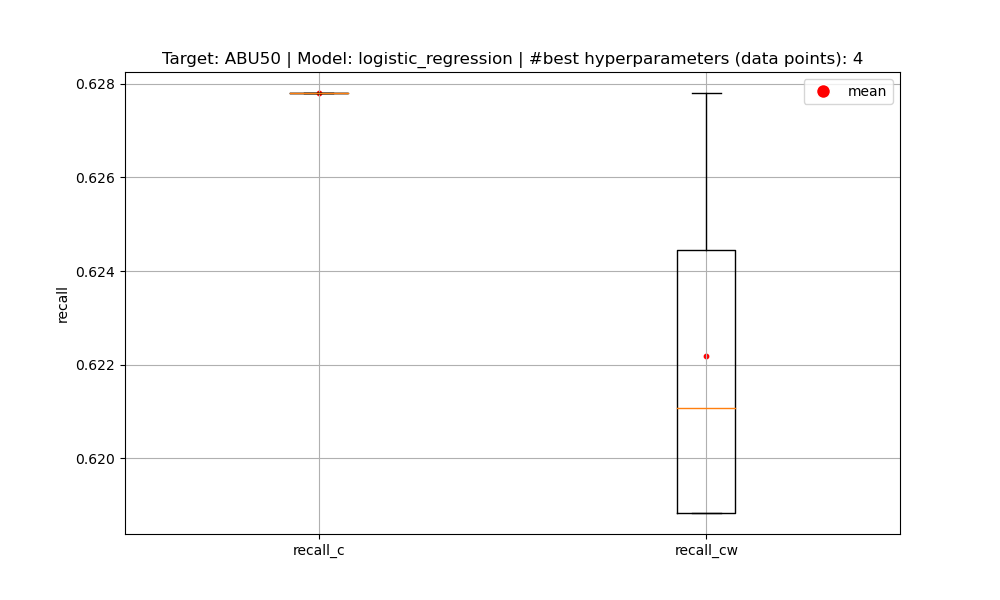 Target: ABU50 | Model: logistic_regression | #best hyperparameters (data points): 4
mean
0.628
0.626
0.624
0.622
0.620
recall
recall_c
recall_cw